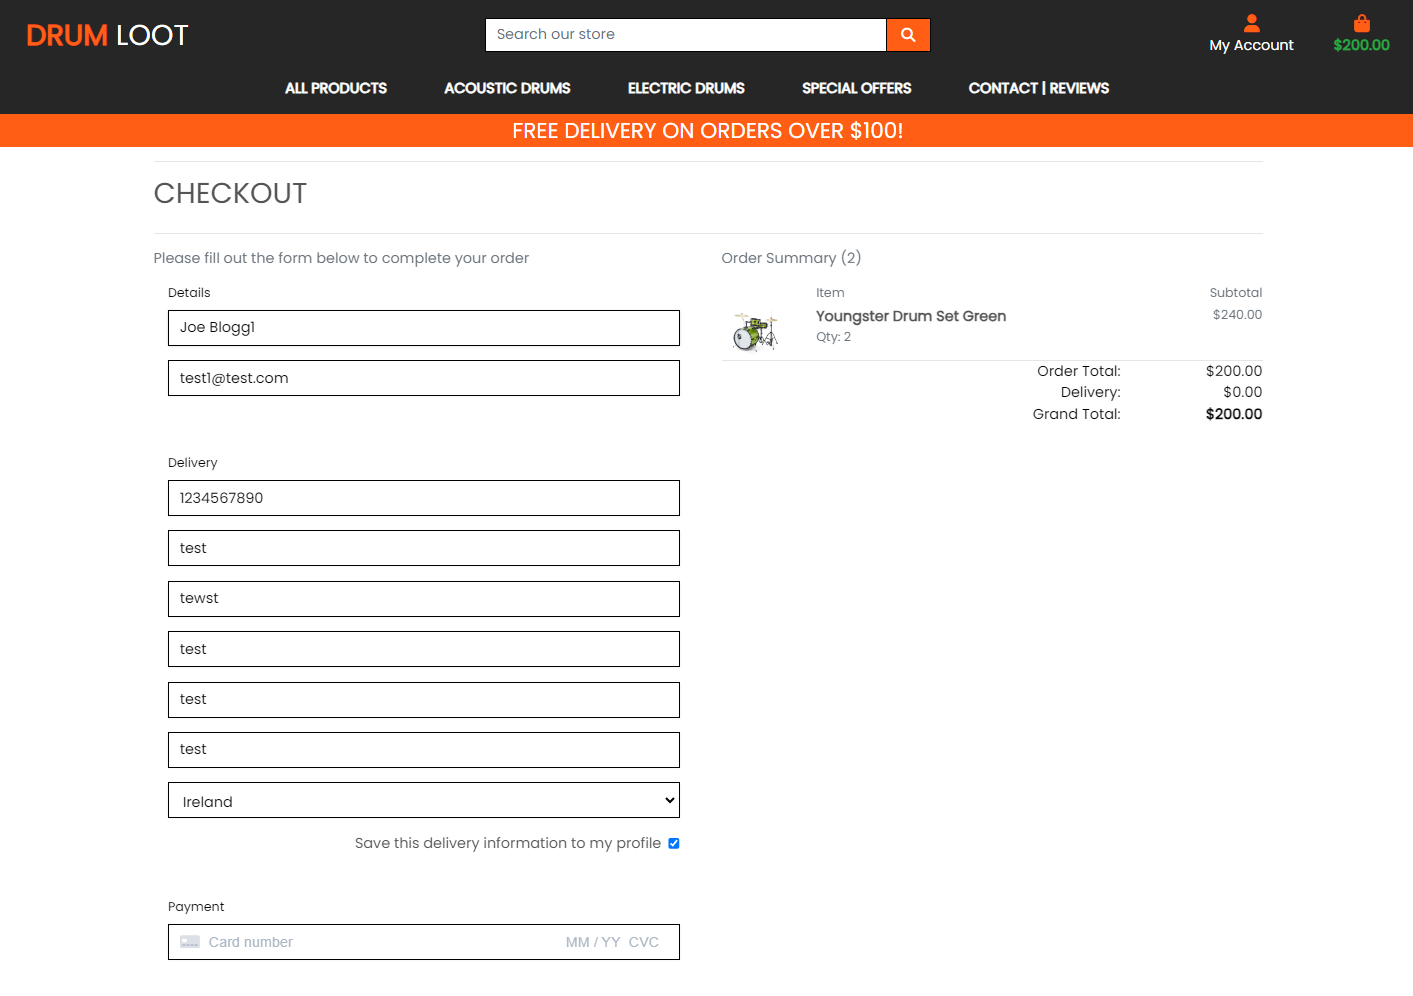 DRUM LOOT
Search our store
My Account
$200.00
ALL PRODUCTS ACOUSTIC DRUMS ELECTRIC DRUMS SPECIAL OFFERS CONTACT | REVIEWS
FREE DELIVERY ON ORDERS OVER $100!
CHECKOUT
Please fill out the form below to complete your order
Details
Joe Blogg1
test1@test.com
Delivery
1234567890
test
tewst
test
test
test
Ireland
Save this delivery information to my profile
Payment
Card number MM / YY CVC
Order Summary (2)
Item Subtotal
Youngster Drum Set Green $240.00
Qty: 2
Order Total: $200.00
Delivery: $0.00
Grand Total: $200.00